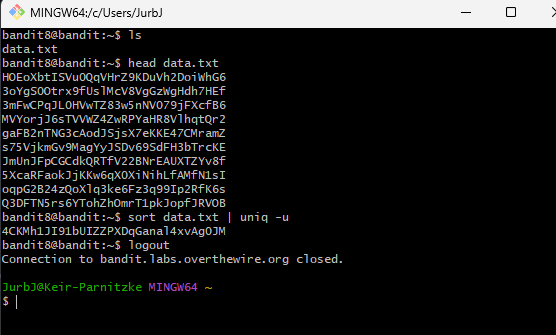 MINGW64:/c/Users/JurbJ
bandit8@bandit:~$ ls
data.txt
bandit8@bandit:~$ head data.txt
HOEoXbtISVuOQqVHrZ9KDuVh2DoiWhG6
3oYgSOOtrx9fUslMcV8VgGzWgHdh7HEf
3mFwCPqJLOHVwTZ83w5nNVO79jFXcfB6
MVYorjJ6sTVVWZ4ZwRPYaHR8VlhqtQr2
gaFB2nTNG3cAodJSjsX7eKKE47CMramZ
s75VjkmGv9MagYyJSDv69SdFH3bTrcKE
JmUnJFpCGCdkQRTfV22BNrEAUXTZYv8f
5XcaRFaokJjKKw6qXOXiNihLfAMfN1sI
oqpG2B24zQoXlq3ke6Fz3q99Ip2RfK6s
Q3DFTN5rs6YTohZhOmrT1pkJopfJRVOB
bandit8@bandit:~$ sort data.txt | uniq -u
4CKMh1JI91bUIZZPXDqGanal4xvAg0JM
bandit8@bandit:~$ logout
Connection to bandit.labs.overthewire.org closed.
JurbJ@Keir-Parnitzke MINGW64 ~
$